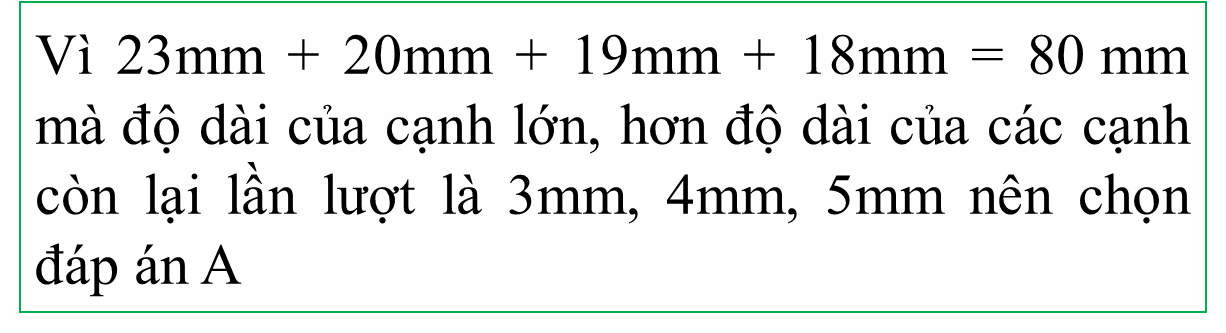 Vì 23mm + 20mm + 19mm + 18mm = 80 mm
mà độ dài của cạnh lớn, hơn độ dài của các cạnh
còn lại lần lượt là 3mm, 4mm, 5mm nên chọn
đáp án A